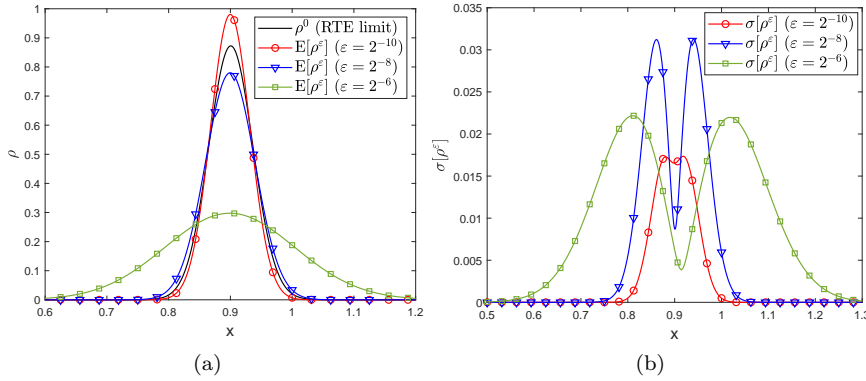 1
0.9
0.8
0.7
0.6
0.5
0.4
0.3
0.2
0.1
0
ρ
0.6 0.7 0.8 0.9 1 1.1 1.2
x
ρ⁰ (RTE limit)
E[ρ^ε] (ε = 2⁻¹⁰)
E[ρ^ε] (ε = 2⁻⁸)
E[ρ^ε] (ε = 2⁻⁶)
(a)
0.035
0.03
0.025
0.02
0.015
0.01
0.005
0
σ[ρ^ε]
0.5 0.6 0.7 0.8 0.9 1 1.1 1.2 1.3
x
σ[ρ^ε] (ε = 2⁻¹⁰)
σ[ρ^ε] (ε = 2⁻⁸)
σ[ρ^ε] (ε = 2⁻⁶)
(b)